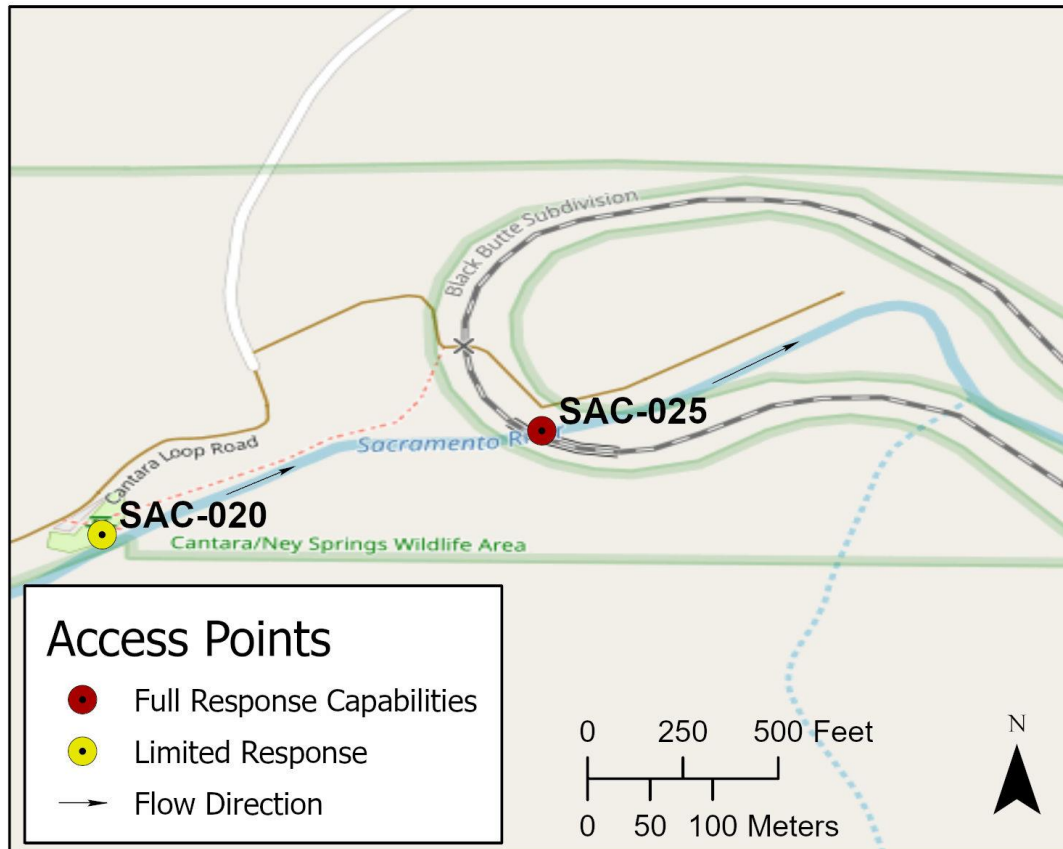 Black Butte Subdivision
SAC-025
Sacramento River
Cantara Loop Road
SAC-020
Cantara/Ney Springs Wildlife Area
Access Points
Full Response Capabilities
Limited Response
Flow Direction
0 250 500 Feet
0 50 100 Meters
N